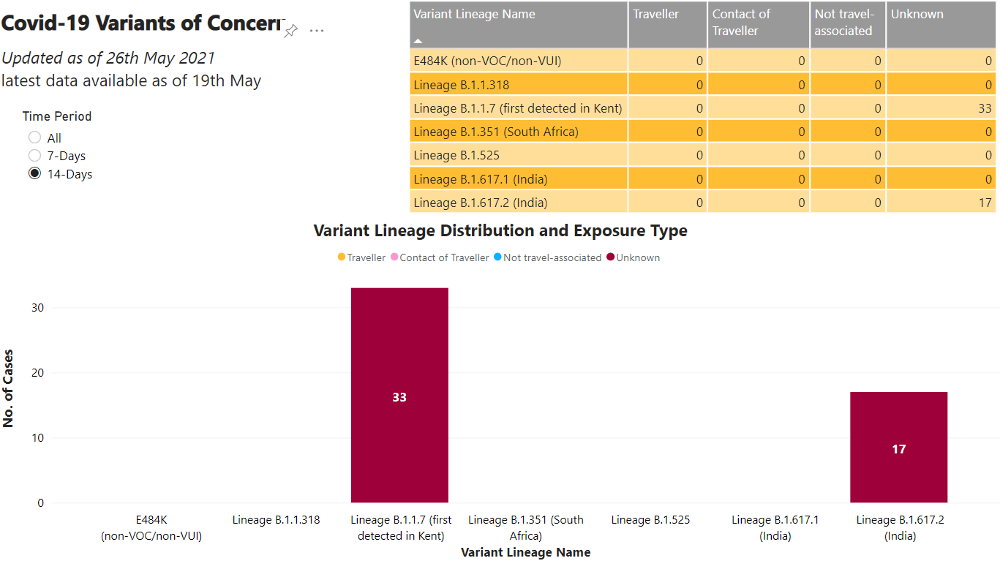 Covid-19 Variants of Concern
Updated as of 26th May 2021
latest data available as of 19th May
Time Period
All
7-Days
14-Days
Variant Lineage Name Traveller Contact of Traveller Not travel-associated Unknown
E484K (non-VOC/non-VUI) 0 0 0 0
Lineage B.1.1.318 0 0 0 0
Lineage B.1.1.7 (first detected in Kent) 0 0 0 33
Lineage B.1.351 (South Africa) 0 0 0 0
Lineage B.1.525 0 0 0 0
Lineage B.1.617.1 (India) 0 0 0 0
Lineage B.1.617.2 (India) 0 0 0 17
Variant Lineage Distribution and Exposure Type
Traveller Contact of Traveller Not travel-associated Unknown
No. of Cases
30
20
10
0
33
17
E484K
(non-VOC/non-VUI)
Lineage B.1.1.318
Lineage B.1.1.7 (first
detected in Kent)
Lineage B.1.351 (South
Africa)
Lineage B.1.525
Lineage B.1.617.1
(India)
Lineage B.1.617.2
(India)
Variant Lineage Name